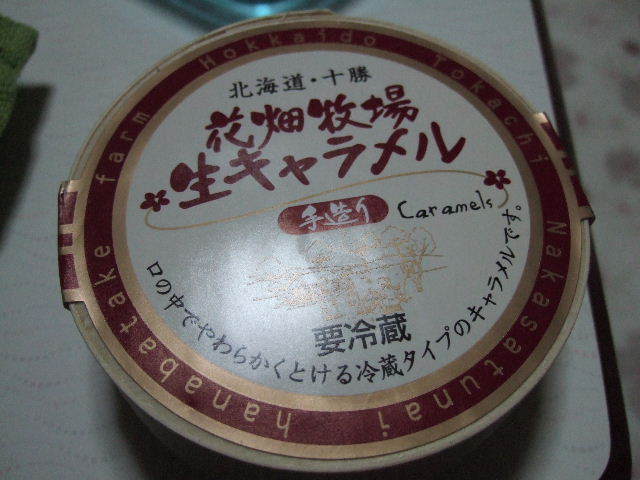 Hokkaido Tokachi Nakasatsunai hanabatake farm
北海道・十勝
花畑牧場
生キャラメル
手造り Caramels
要冷蔵
口の中でやわらかくとける冷蔵タイプのキャラメルです。